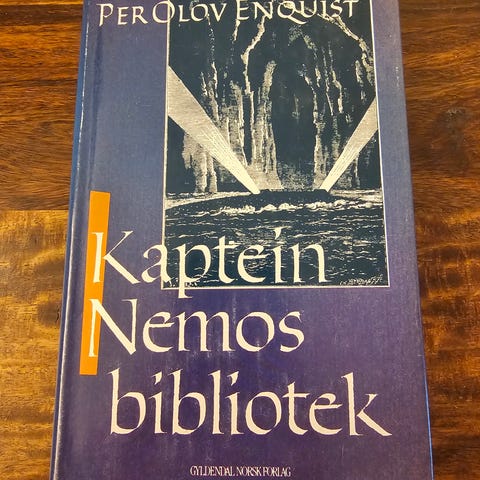 PER OLOV ENQUIST
Kaptein
Nemos
bibliotek
GYLDENDAL NORSK FORLAG